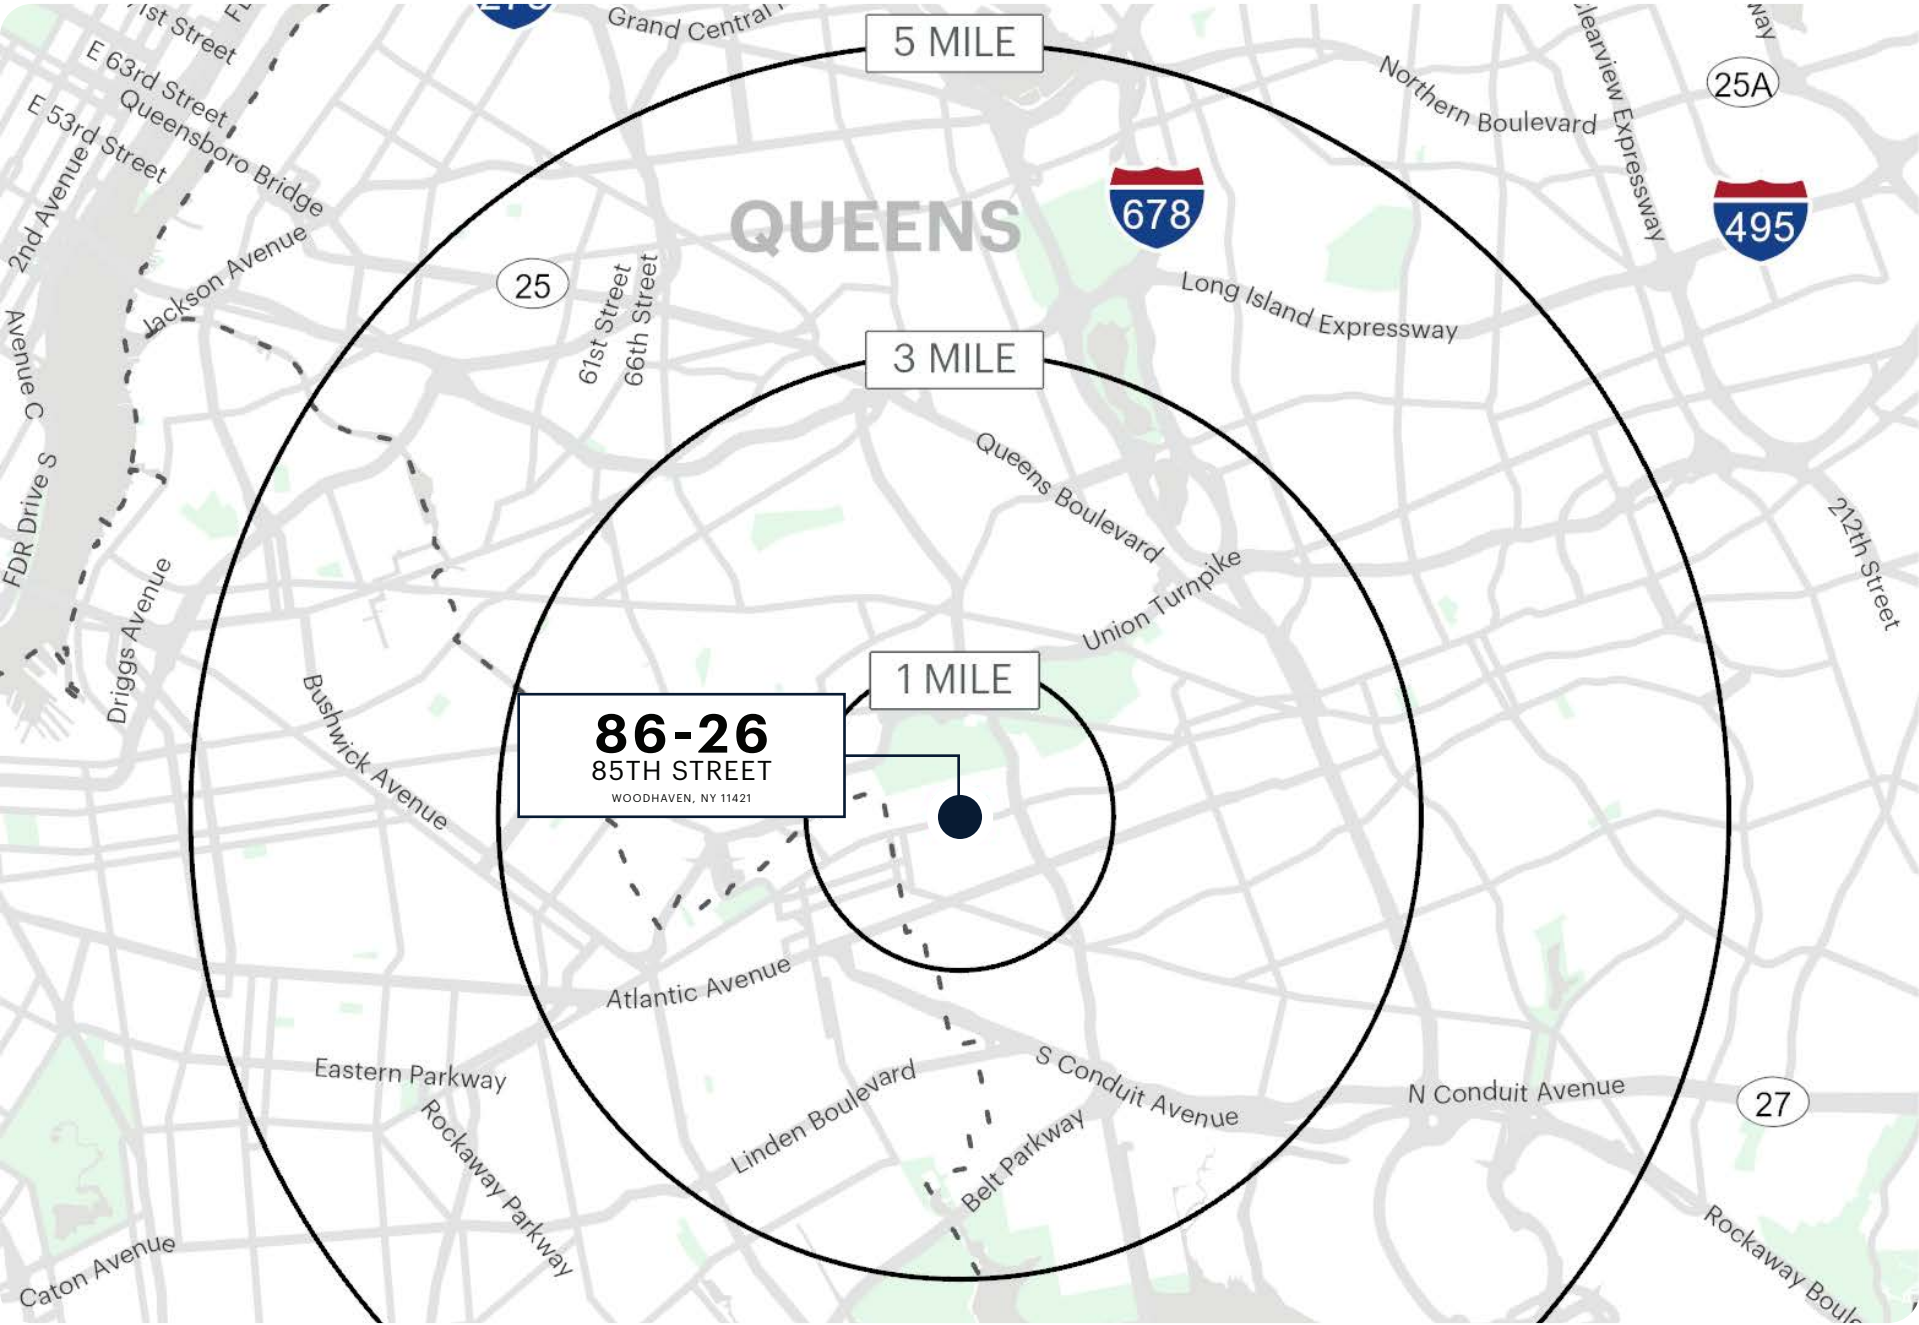 1st Street
Grand Central
5 MILE
E 63rd Street
Queensboro Bridge
E 53rd Street
2nd Avenue
Northern Boulevard
25A
678
495
QUEENS
Jackson Avenue
25
61st Street
66th Street
Long Island Expressway
Avenue C
3 MILE
Queens Boulevard
FDR Drive S
212th Street
Driggs Avenue
Union Turnpike
1 MILE
Bushwick Avenue
86-26
85TH STREET
WOODHAVEN, NY 11421
Atlantic Avenue
Eastern Parkway
S Conduit Avenue
N Conduit Avenue
27
Linden Boulevard
Rockaway Parkway
Belt Parkway
Caton Avenue